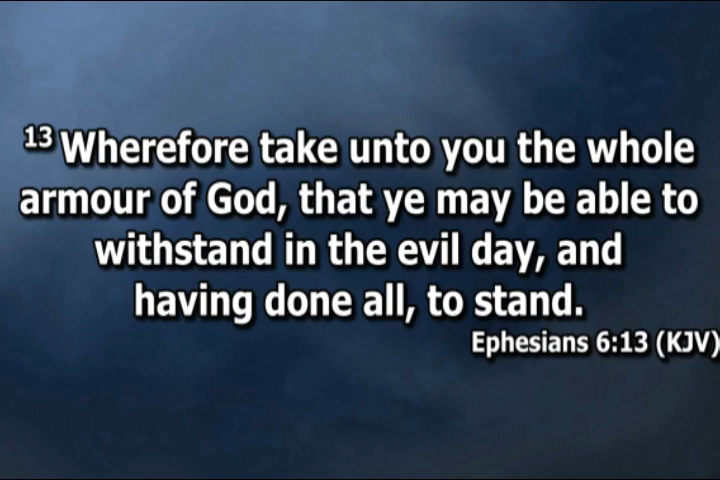 13 Wherefore take unto you the whole
armour of God, that ye may be able to
withstand in the evil day, and
having done all, to stand.
Ephesians 6:13 (KJV)